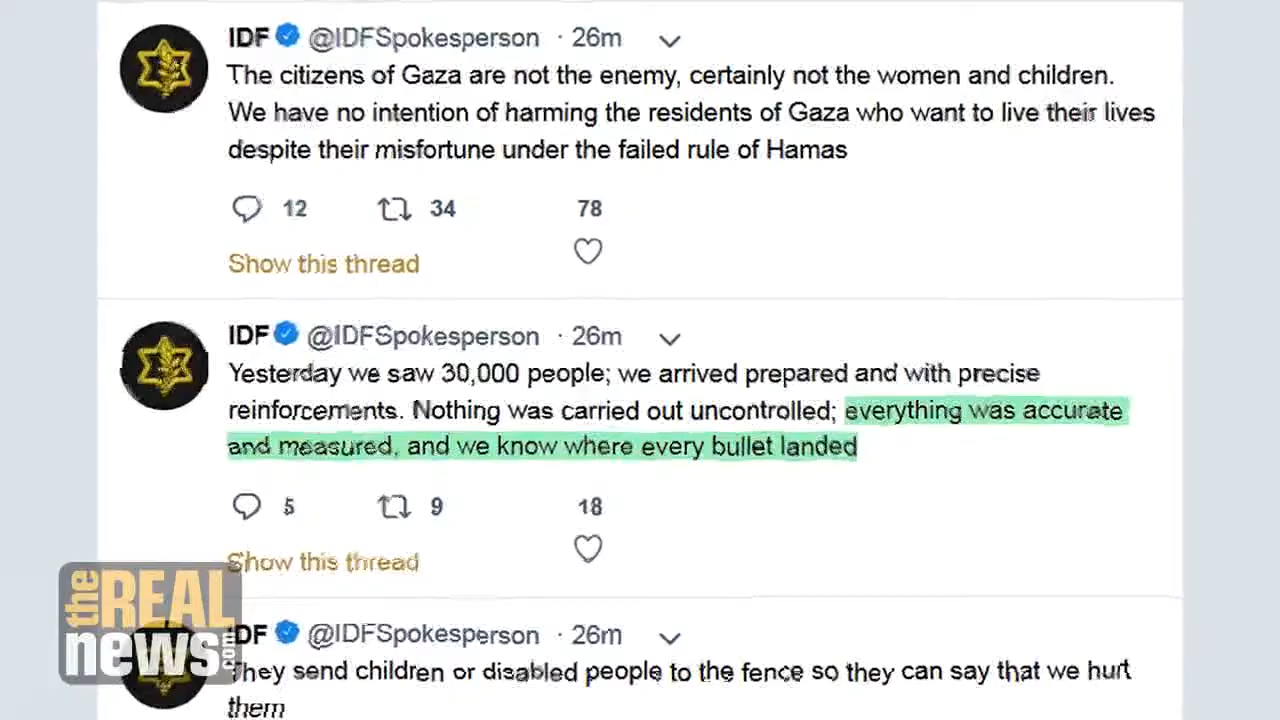 IDF @IDFSpokesperson · 26m
The citizens of Gaza are not the enemy, certainly not the women and children.
We have no intention of harming the residents of Gaza who want to live their lives
despite their misfortune under the failed rule of Hamas
12 34 78
Show this thread
IDF @IDFSpokesperson · 26m
Yesterday we saw 30,000 people; we arrived prepared and with precise
reinforcements. Nothing was carried out uncontrolled; everything was accurate
and measured, and we know where every bullet landed
5 9 18
Show this thread
IDF @IDFSpokesperson · 26m
They send children or disabled people to the fence so they can say that we hurt
them
the REAL
news.com